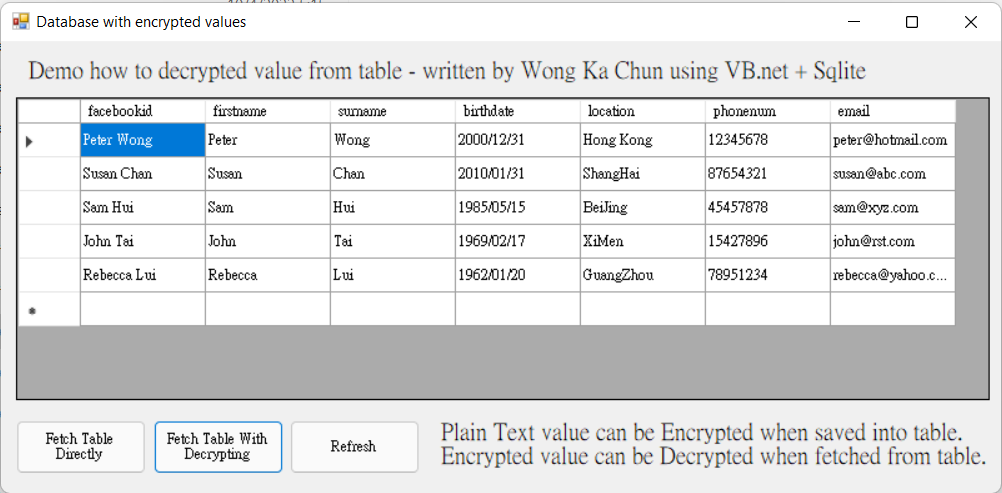 Database with encrypted values
Demo how to decrypted value from table - written by Wong Ka Chun using VB.net + Sqlite
facebookid firstname surname birthdate location phonenum email
Peter Wong Peter Wong 2000/12/31 Hong Kong 12345678 peter@hotmail.com
Susan Chan Susan Chan 2010/01/31 ShangHai 87654321 susan@abc.com
Sam Hui Sam Hui 1985/05/15 BeiJing 45457878 sam@xyz.com
John Tai John Tai 1969/02/17 XiMen 15427896 john@rst.com
Rebecca Lui Rebecca Lui 1962/01/20 GuangZhou 78951234 rebecca@yahoo.c...
Fetch Table
Directly
Fetch Table With
Decrypting
Refresh
Plain Text value can be Encrypted when saved into table.
Encrypted value can be Decrypted when fetched from table.